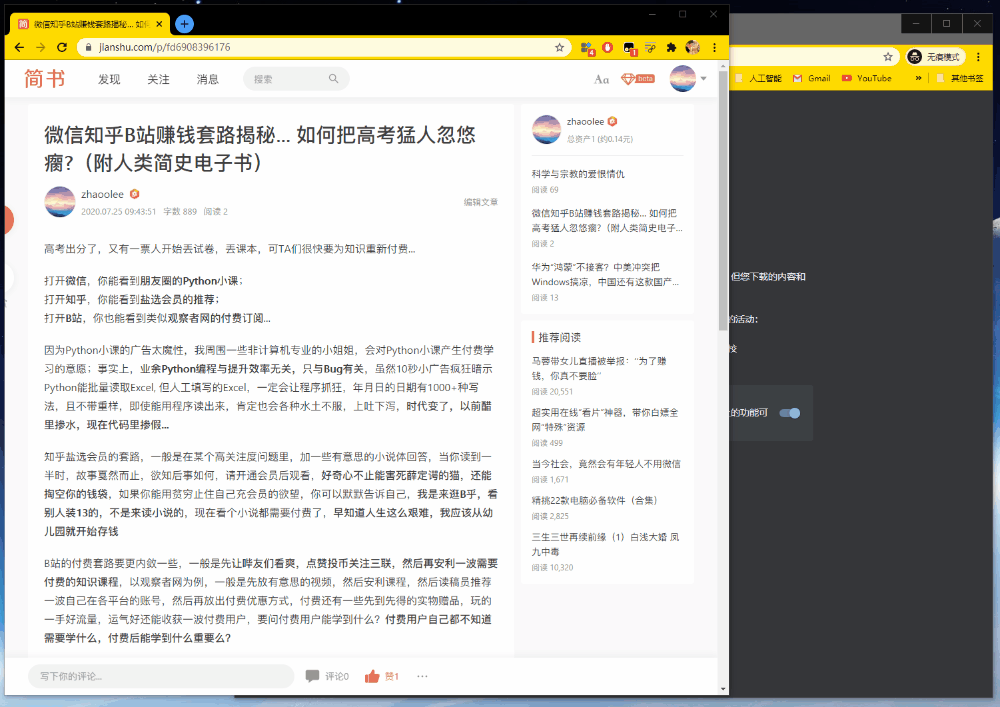 微信知乎B站赚钱套路揭秘... 如何
jianshu.com/p/fd6908396176
无痕模式
人工智能
Gmail
YouTube
»
其他书签
简书
发现
关注
消息
搜索
Aa
beta
微信知乎B站赚钱套路揭秘... 如何把高考猛人忽悠
瘸？（附人类简史电子书）
zhaoolee
2020.07.25 09:43:51 字数 889 阅读 2
编辑文章
高考出分了，又有一票人开始丢试卷，丢课本，可TA们很快要为知识重新付费...
打开微信，你能看到朋友圈的Python小课；
打开知乎，你能看到盐选会员的推荐；
打开B站，你也能看到类似观察者网的付费订阅...
因为Python小课的广告太魔性，我周围一些非计算机专业的小姐姐，会对Python小课产生付费学
习的意愿；事实上，业余Python编程与提升效率无关，只与Bug有关，虽然10秒小广告疯狂暗示
Python能批量读取Excel, 但人工填写的Excel，一定会让程序抓狂，年月日的日期有1000+种写
法，且不带重样，即使能用程序读出来，肯定也会各种水土不服，上吐下泻，时代变了，以前醋
里掺水，现在代码里掺假...
知乎盐选会员的套路，一般是在某个高关注度问题里，加一些有意思的小说体回答，当你读到一
半时，故事戛然而止，欲知后事如何，请开通会员后观看，好奇心不止能害死薛定谔的猫，还能
掏空你的钱袋，如果你能用贫穷止住自己充会员的欲望，你可以默默告诉自己，我是来逛B乎，看
别人装13的，不是来读小说的，现在看个小说都需要付费了，早知道人生这么艰难，我应该从幼
儿园就开始存钱
B站的付费套路要更内敛一些，一般是先让哔友们看爽，点赞投币关注三联，然后再安利一波需要
付费的知识课程，以观察者网为例，一般是先放有意思的视频，然后安利课程，然后读稿员推荐
一波自己在各平台的账号，然后再放出付费优惠方式，付费还有一些先到先得的实物赠品，玩的
一手好流量，运气好还能收获一波付费用户，要问付费用户能学到什么？付费用户自己都不知道
需要学什么，付费后能学到什么重要么？
写下你的评论...
评论0
赞1
zhaoolee
总资产1 (约0.14元)
科学与宗教的爱恨情仇
阅读 69
微信知乎B站赚钱套路揭秘... 如何把
高考猛人忽悠瘸？（附人类简史电子...
阅读 2
华为“鸿蒙”不接客？中美冲突把
Windows搞凉，中国还有这款国产...
阅读 13
推荐阅读
马蓉带女儿直播被举报：“为了赚
钱，你真不要脸”
阅读 20,551
超实用在线“看片”神器，带你白嫖全
网“特殊”资源
阅读 499
当今社会，竟然会有年轻人不用微信
阅读 1,671
精挑22款电脑必备软件（合集）
阅读 2,825
三生三世再续前缘（1）白浅大婚 凤
九中毒
阅读 10,320
但您下载的内容和
的活动：
校
的功能可